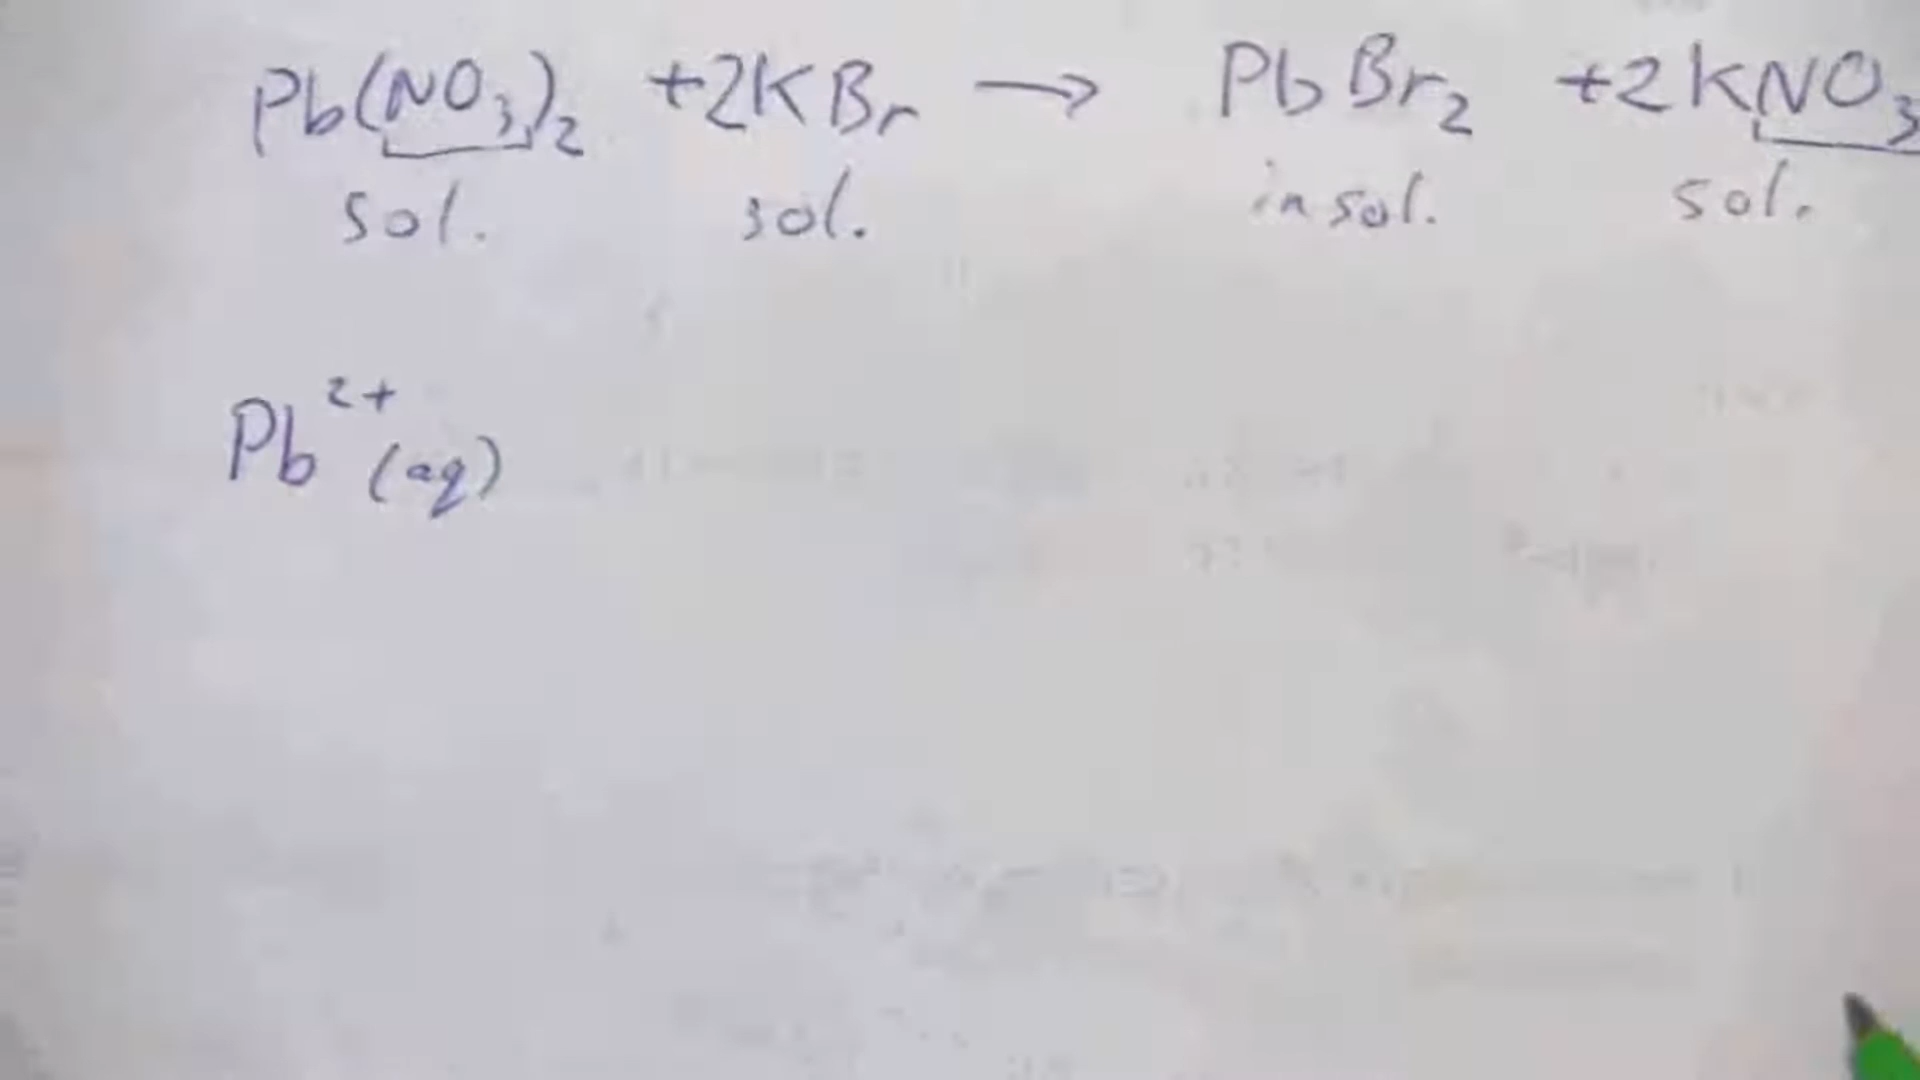 Pb(NO₃)₂ +2KBr → PbBr₂ +2KNO₃
sol. sol. insol. sol.
Pb²⁺(aq)